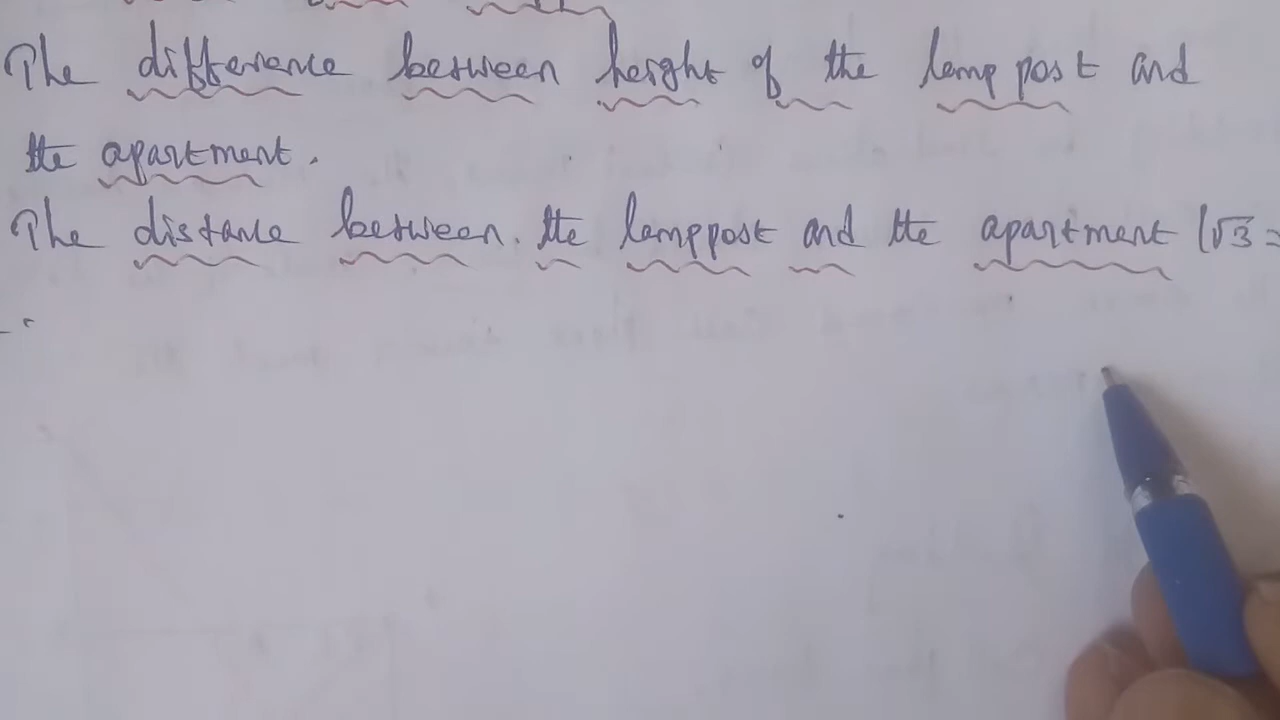 The difference between height of the lamp post and
the apartment.
The distance between the lamppost and the apartment (√3 =